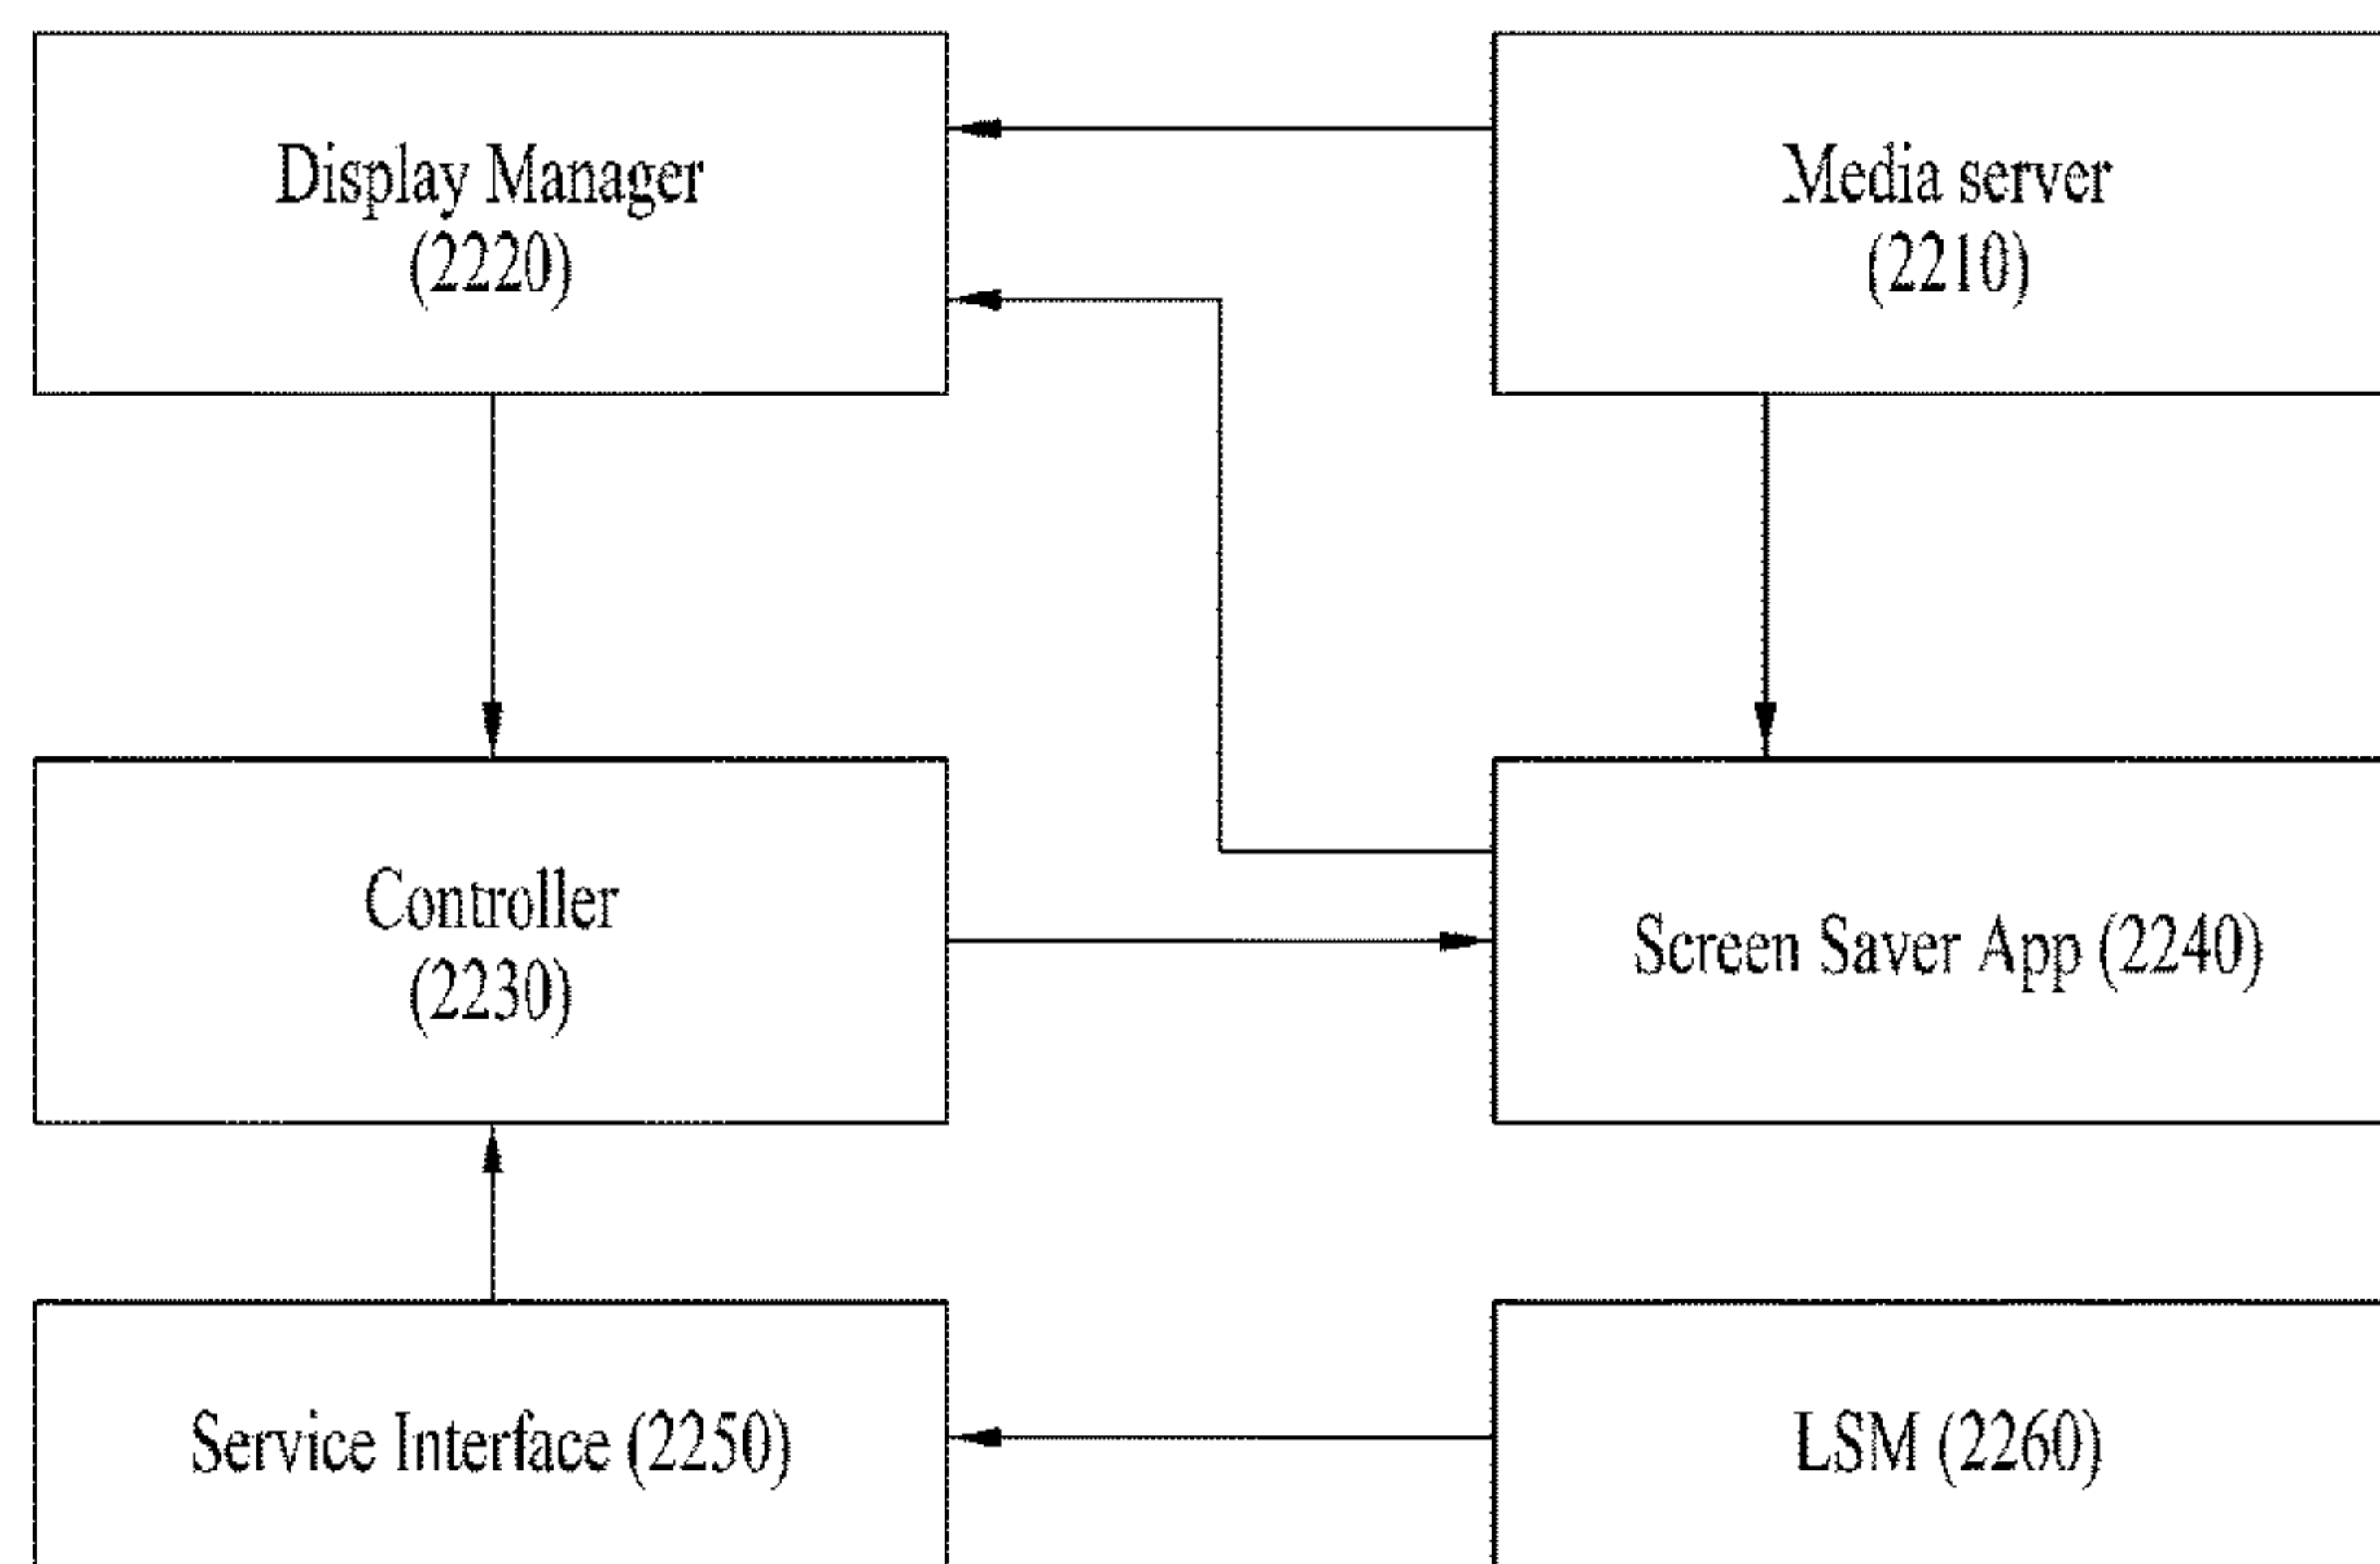 Display Manager
(2220)
Media server
(2210)
Controller
(2230)
Screen Saver App (2240)
Service Interface (2250)
LSM (2260)